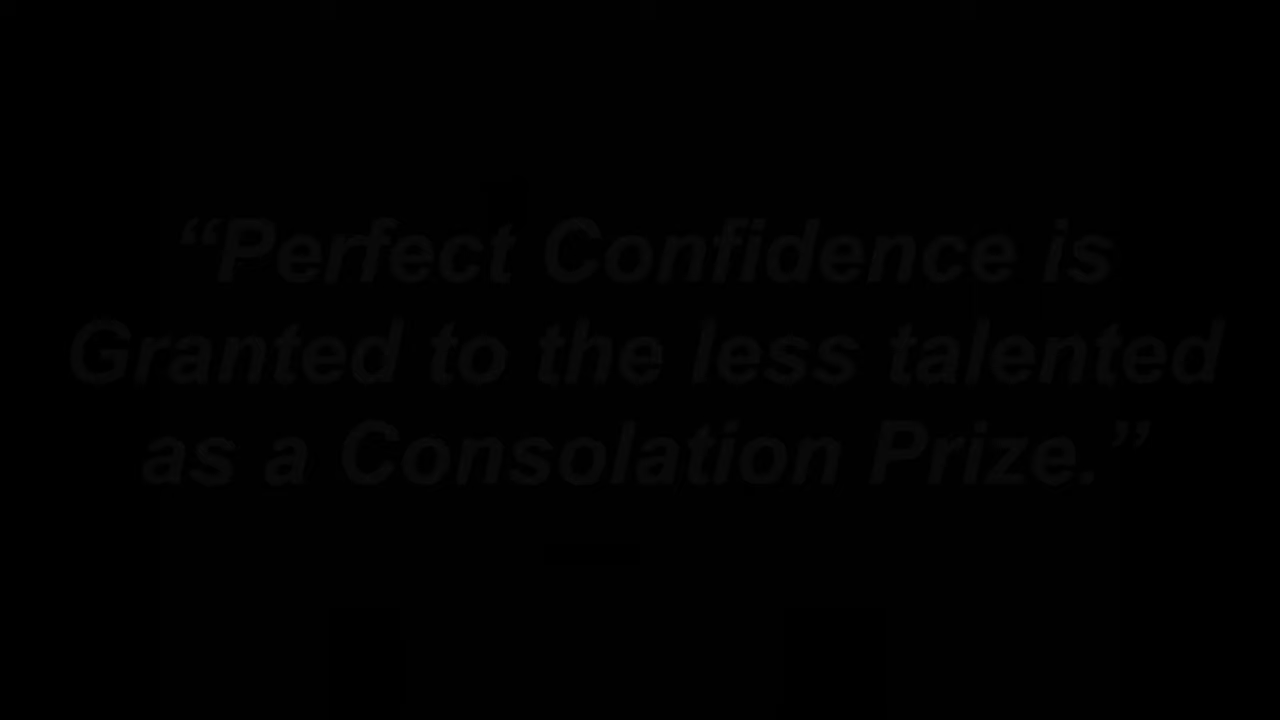 “Perfect Confidence is
Granted to the less talented
as a Consolation Prize.”